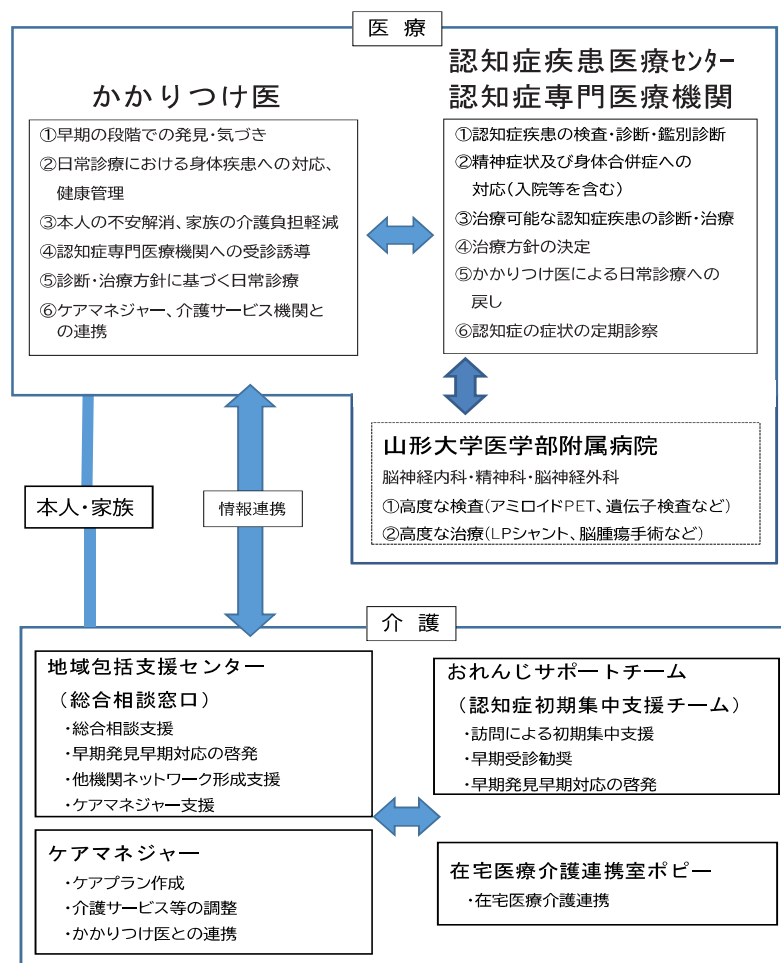 医 療
かかりつけ医
①早期の段階での発見・気づき
②日常診療における身体疾患への対応、
健康管理
③本人の不安解消、家族の介護負担軽減
④認知症専門医療機関への受診誘導
⑤診断・治療方針に基づく日常診療
⑥ケアマネジャー、介護サービス機関と
の連携
認知症疾患医療ｾﾝﾀｰ
認知症専門医療機関
①認知症疾患の検査・診断・鑑別診断
②精神症状及び身体合併症への
対応(入院等を含む)
③治療可能な認知症疾患の診断・治療
④治療方針の決定
⑤かかりつけ医による日常診療への
戻し
⑥認知症の症状の定期診察
山形大学医学部附属病院
脳神経内科・精神科・脳神経外科
①高度な検査(アミロイドPET、遺伝子検査など)
②高度な治療(LPシャント、脳腫瘍手術など)
本人・家族
情報連携
介 護
地域包括支援センター
（総合相談窓口）
・総合相談支援
・早期発見早期対応の啓発
・他機関ネットワーク形成支援
・ケアマネジャー支援
ケアマネジャー
・ケアプラン作成
・介護サービス等の調整
・かかりつけ医との連携
おれんじサポートチーム
（認知症初期集中支援チーム）
・訪問による初期集中支援
・早期受診勧奨
・早期発見早期対応の啓発
在宅医療介護連携室ポピー
・在宅医療介護連携